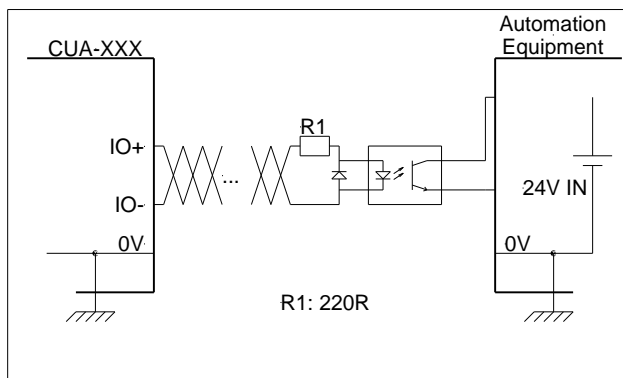 Automation
Equipment
CUA-XXX
R1
IO+
...
24V IN
IO-
0V
0V
R1: 220R